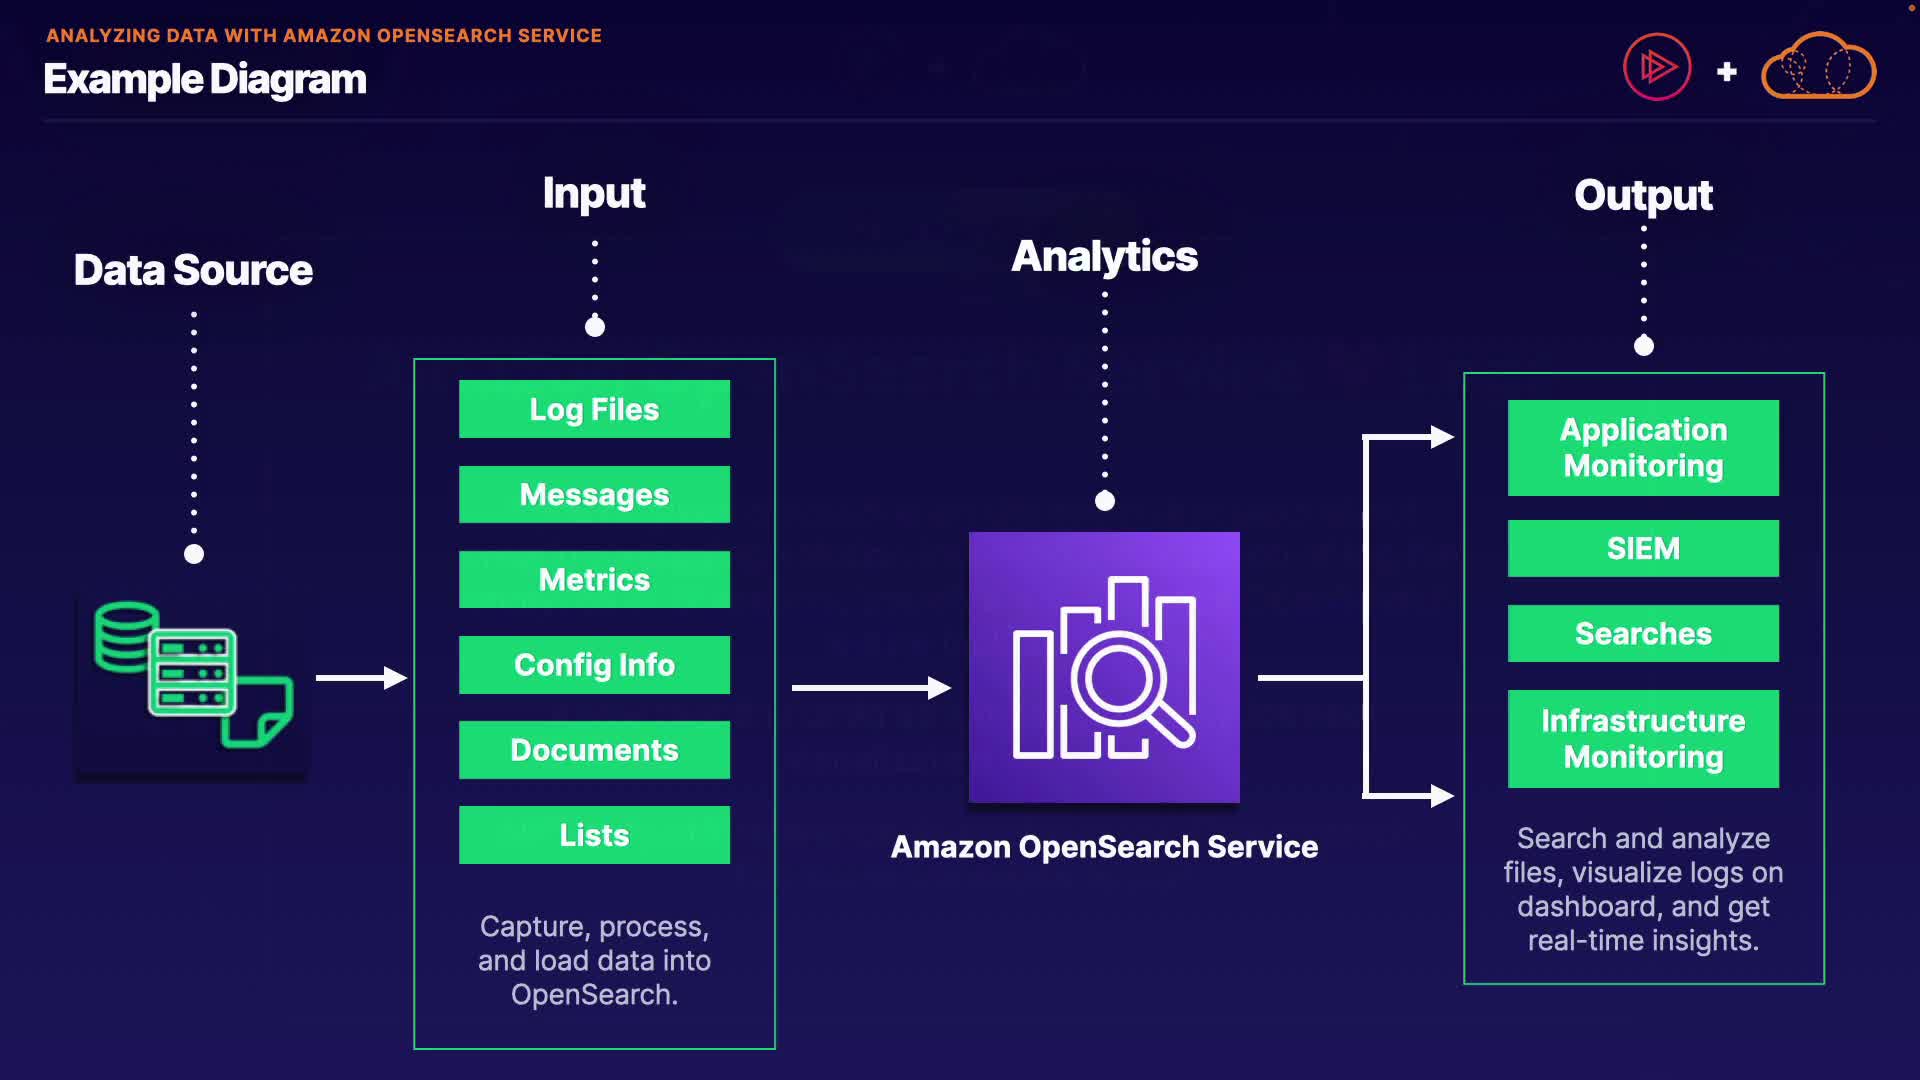 ANALYZING DATA WITH AMAZON OPENSEARCH SERVICE
Example Diagram
Data Source
Input
Log Files
Messages
Metrics
Config Info
Documents
Lists
Capture, process,
and load data into
OpenSearch.
Analytics
Amazon OpenSearch Service
Output
Application
Monitoring
SIEM
Searches
Infrastructure
Monitoring
Search and analyze
files, visualize logs on
dashboard, and get
real-time insights.